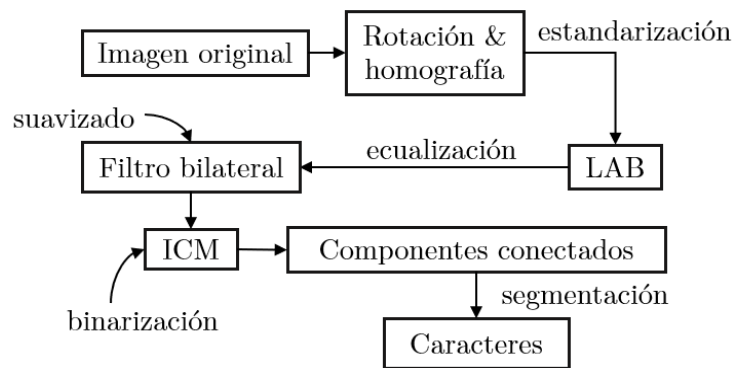 Imagen original
Rotación &
homografía
estandarización
suavizado
Filtro bilateral
ecualización
LAB
ICM
Componentes conectados
binarización
segmentación
Caracteres